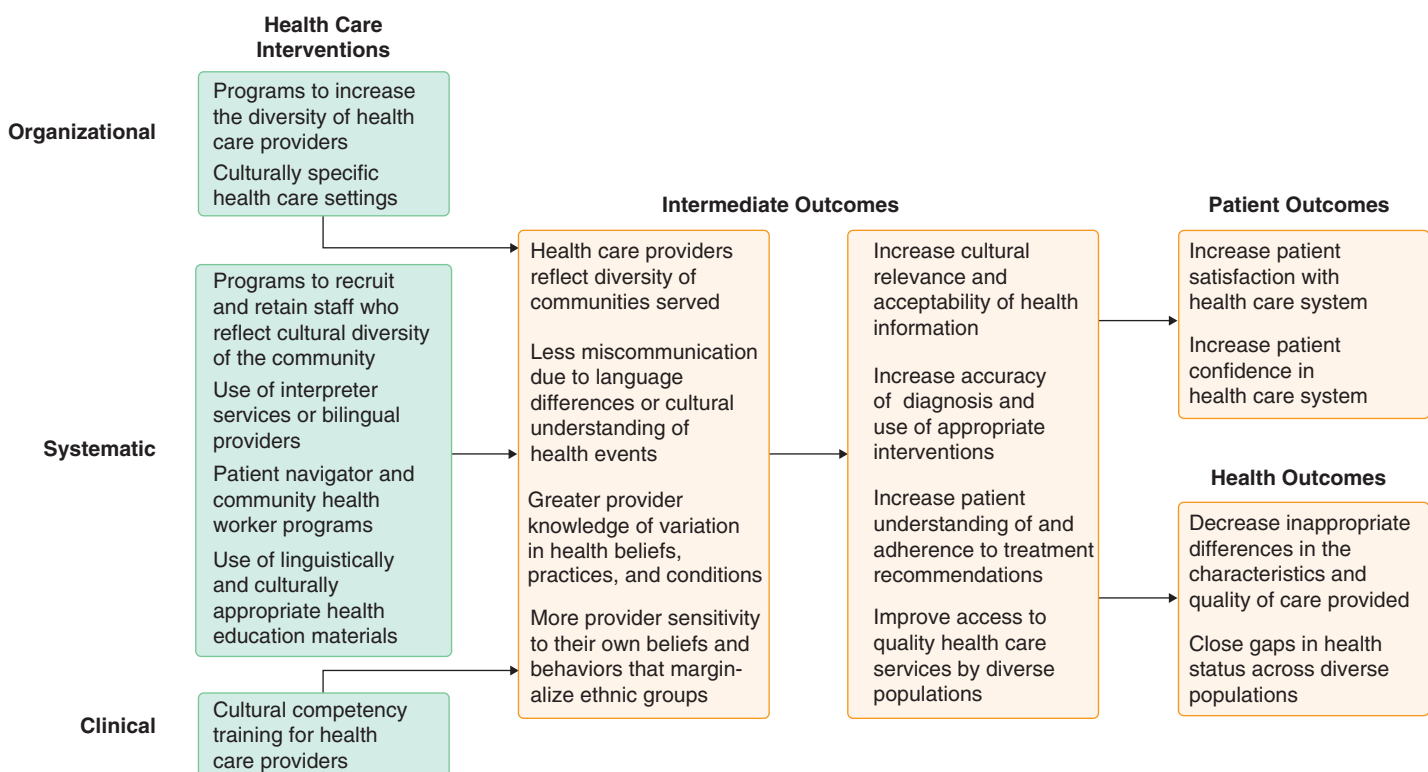 Health Care
Interventions
Organizational
Programs to increase
the diversity of health
care providers
Culturally specific
health care settings
Systematic
Programs to recruit
and retain staff who
reflect cultural diversity
of the community
Use of interpreter
services or bilingual
providers
Patient navigator and
community health
worker programs
Use of linguistically
and culturally
appropriate health
education materials
Clinical
Cultural competency
training for health
care providers
Intermediate Outcomes
Health care providers
reflect diversity of
communities served
Less miscommunication
due to language
differences or cultural
understanding of
health events
Greater provider
knowledge of variation
in health beliefs,
practices, and conditions
More provider sensitivity
to their own beliefs and
behaviors that margin-
alize ethnic groups
Increase cultural
relevance and
acceptability of health
information
Increase accuracy
of diagnosis and
use of appropriate
interventions
Increase patient
understanding of and
adherence to treatment
recommendations
Improve access to
quality health care
services by diverse
populations
Patient Outcomes
Increase patient
satisfaction with
health care system
Increase patient
confidence in
health care system
Health Outcomes
Decrease inappropriate
differences in the
characteristics and
quality of care provided
Close gaps in health
status across diverse
populations